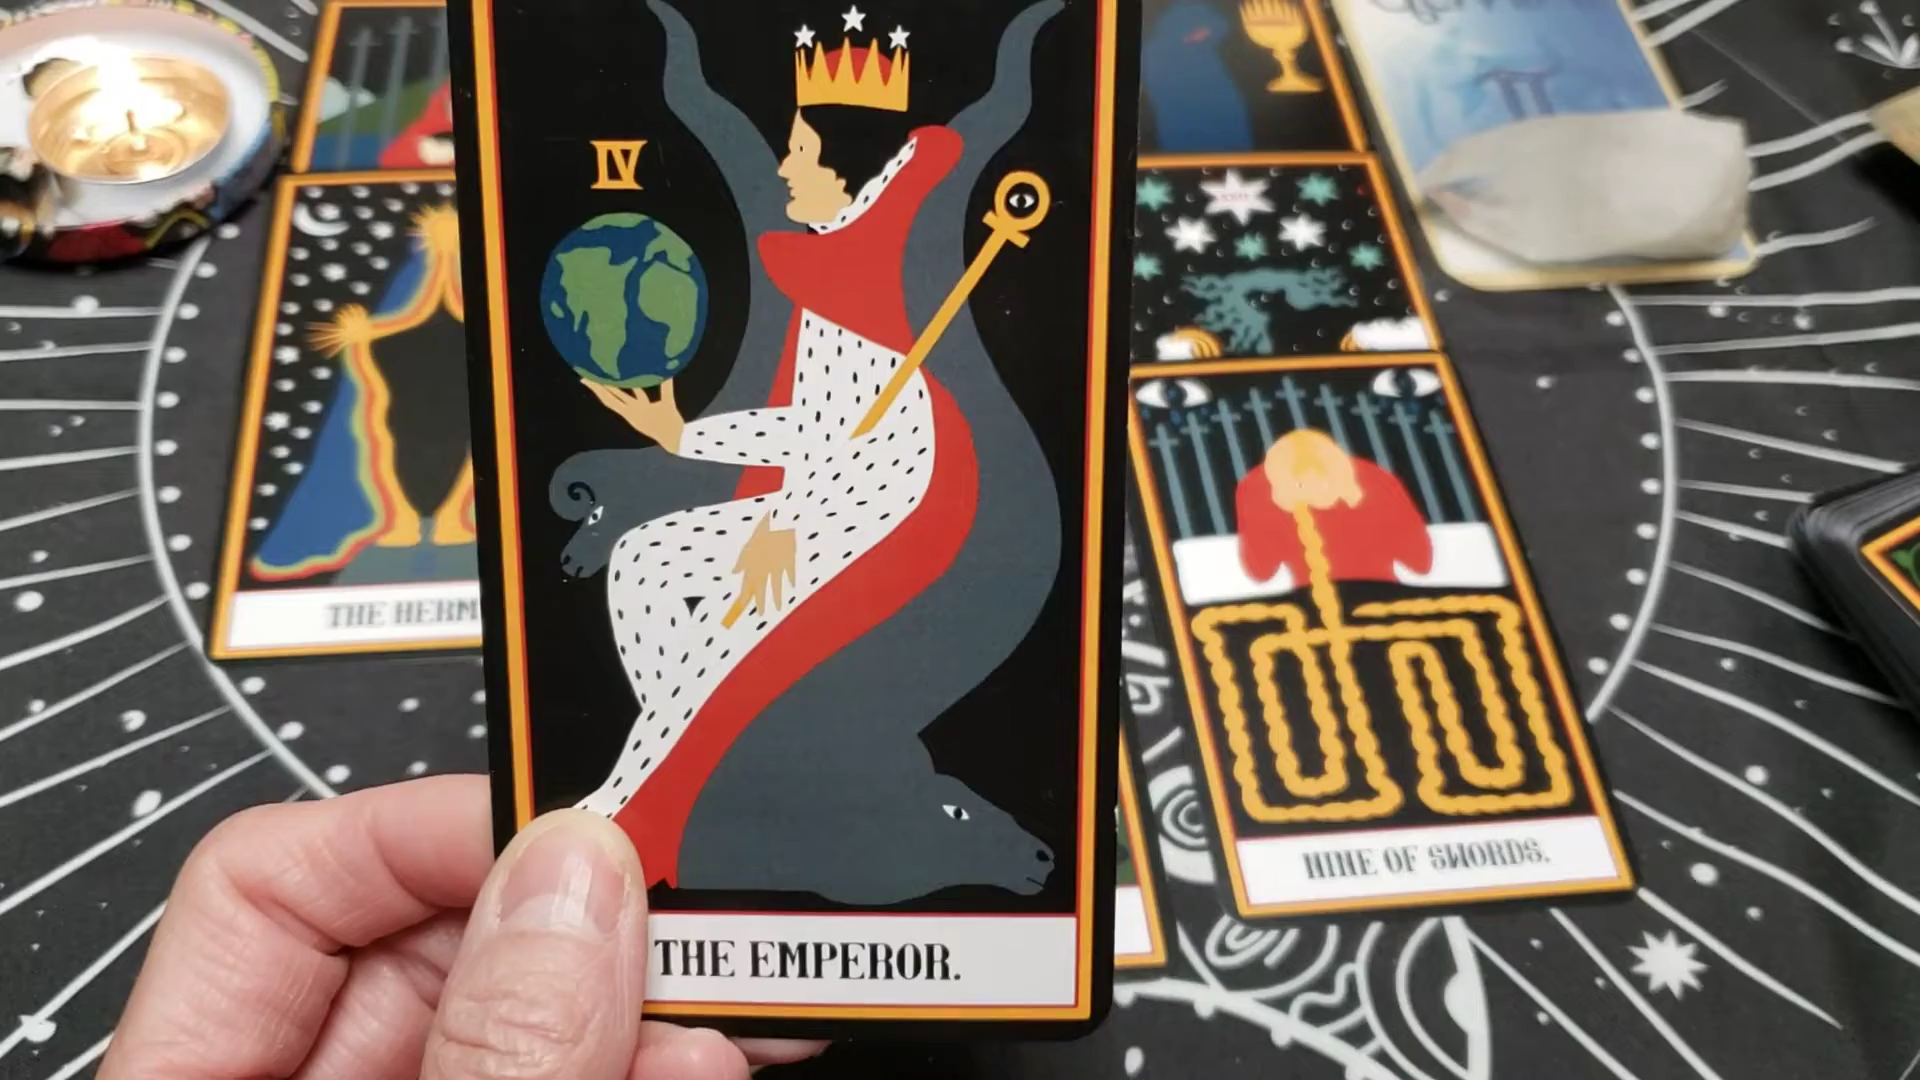 IV
THE HERM
THE EMPEROR.
NINE OF SWORDS.